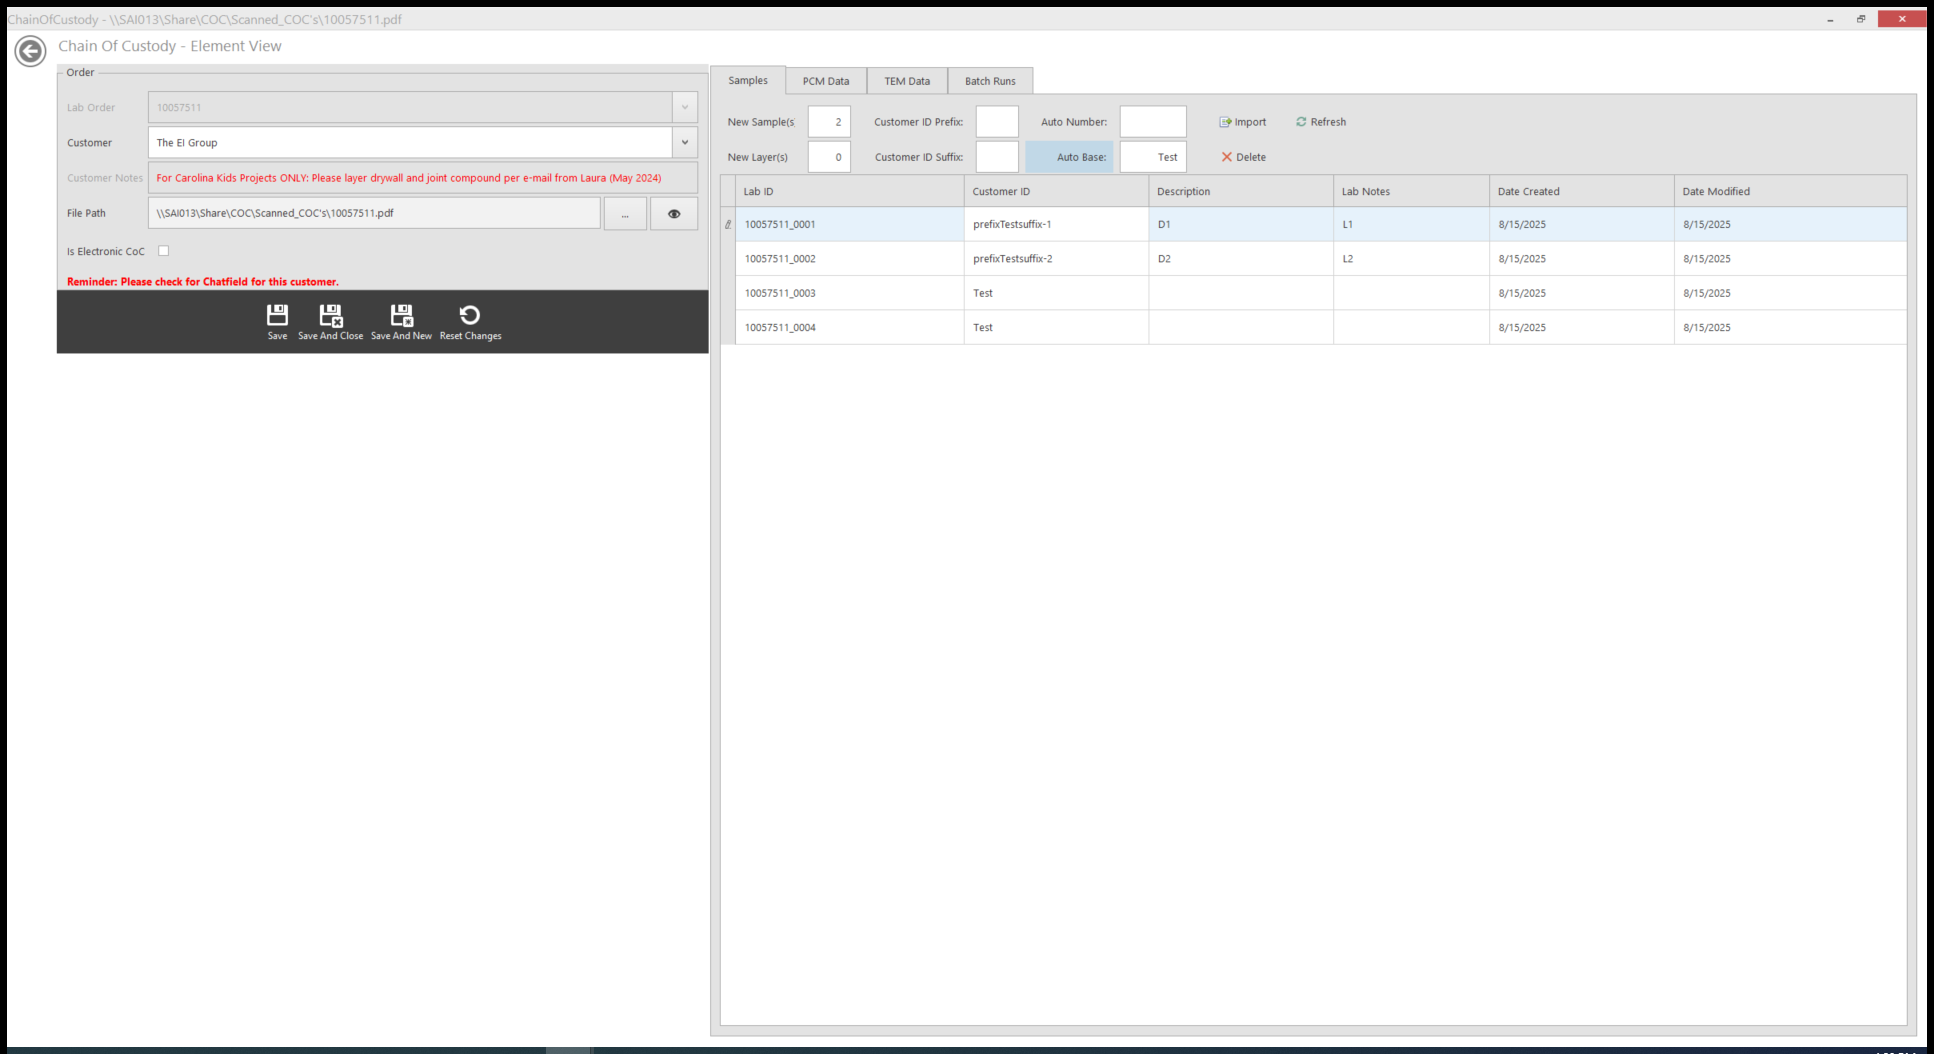 ChainOfCustody - \\SAI013\Share\COC\Scanned_COC's\10057511.pdf
Chain Of Custody - Element View
Order
Lab Order 10057511
Customer The EI Group
Customer Notes For Carolina Kids Projects ONLY: Please layer drywall and joint compound per e-mail from Laura (May 2024)
File Path \\SAI013\Share\COC\Scanned_COC's\10057511.pdf ...
Is Electronic CoC
Reminder: Please check for Chatfield for this customer.
Save Save And Close Save And New Reset Changes
Samples PCM Data TEM Data Batch Runs
New Sample(s 2 Customer ID Prefix: Auto Number: Import Refresh
New Layer(s) 0 Customer ID Suffix: Auto Base: Test Delete
Lab ID Customer ID Description Lab Notes Date Created Date Modified
10057511_0001 prefixTestsuffix-1 D1 L1 8/15/2025 8/15/2025
10057511_0002 prefixTestsuffix-2 D2 L2 8/15/2025 8/15/2025
10057511_0003 Test 8/15/2025 8/15/2025
10057511_0004 Test 8/15/2025 8/15/2025